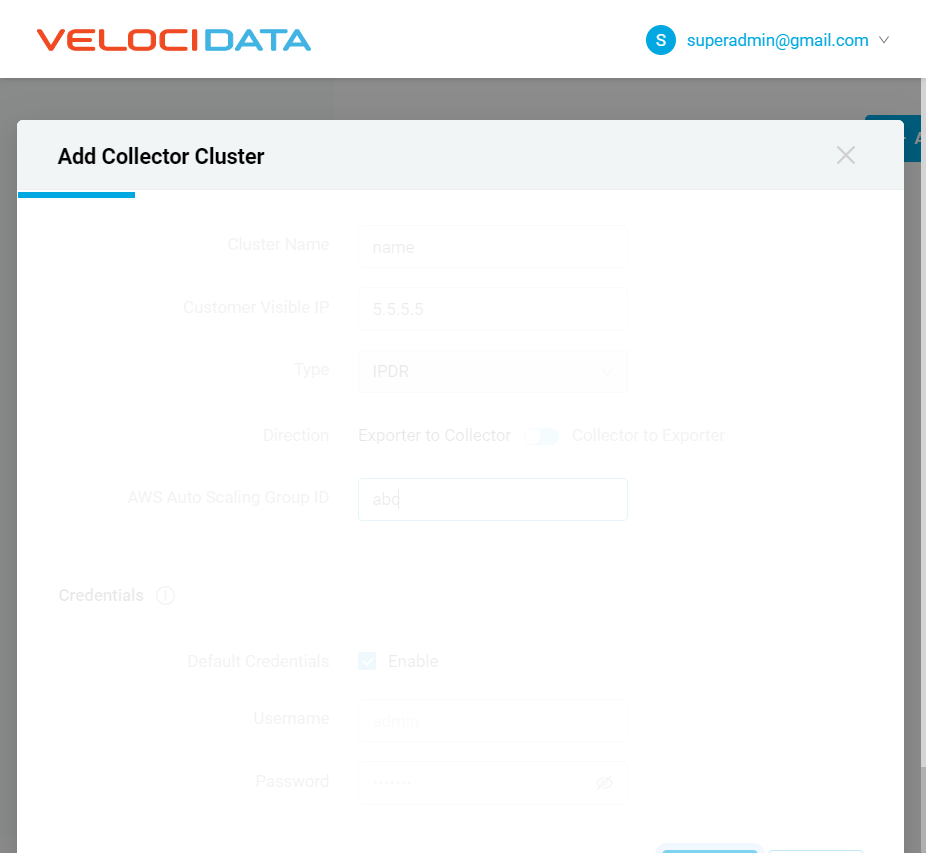 VELOCIDATA
S superadmin@gmail.com
Add Collector Cluster
Cluster Name name
Customer Visible IP 5.5.5.5
Type IPDR
Direction Exporter to Collector Collector to Exporter
AWS Auto Scaling Group ID abc
Credentials
Default Credentials Enable
Username admin
Password ·······